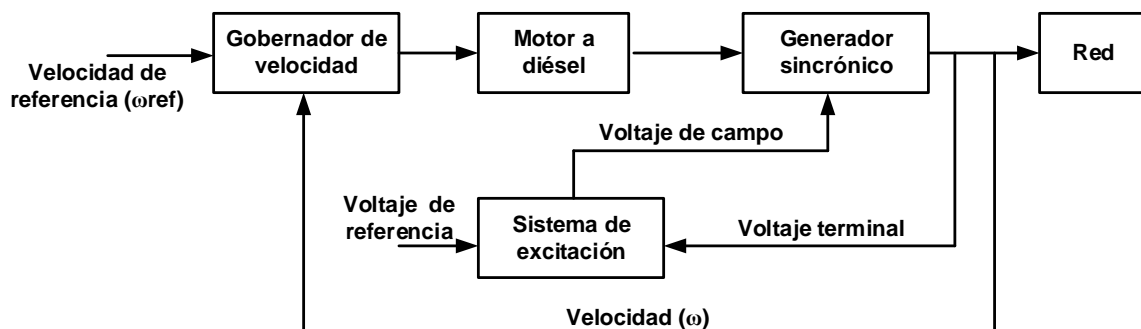 Gobernador de
velocidad
Motor a
diésel
Generador
sincrónico
Red
Velocidad de
referencia (ωref)
Voltaje de campo
Voltaje de
referencia
Sistema de
excitación
Voltaje terminal
Velocidad (ω)